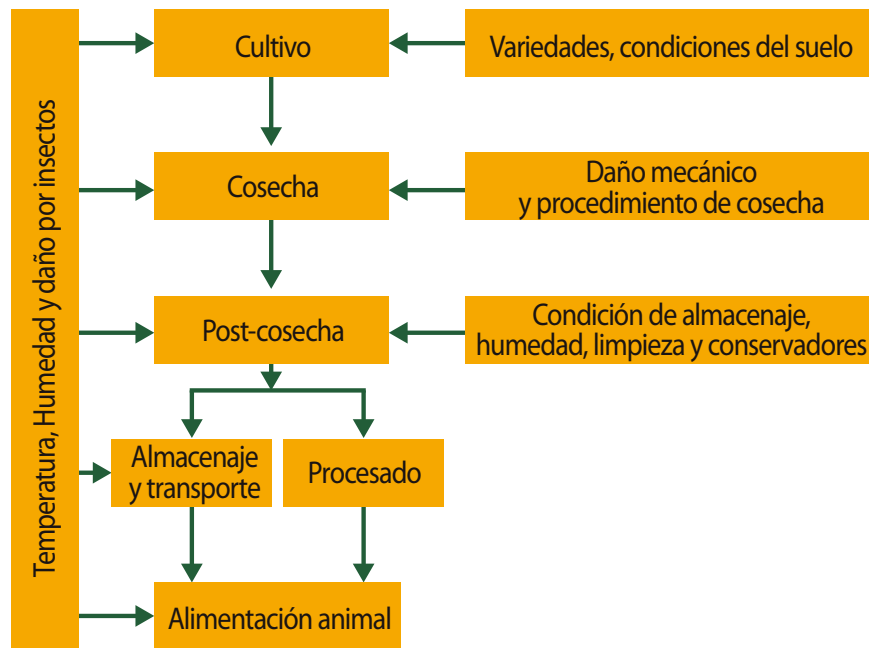 Temperatura, Humedad y daño por insectos
Cultivo
Variedades, condiciones del suelo
Cosecha
Daño mecánico
y procedimiento de cosecha
Post-cosecha
Condición de almacenaje,
humedad, limpieza y conservadores
Almacenaje
y transporte
Procesado
Alimentación animal